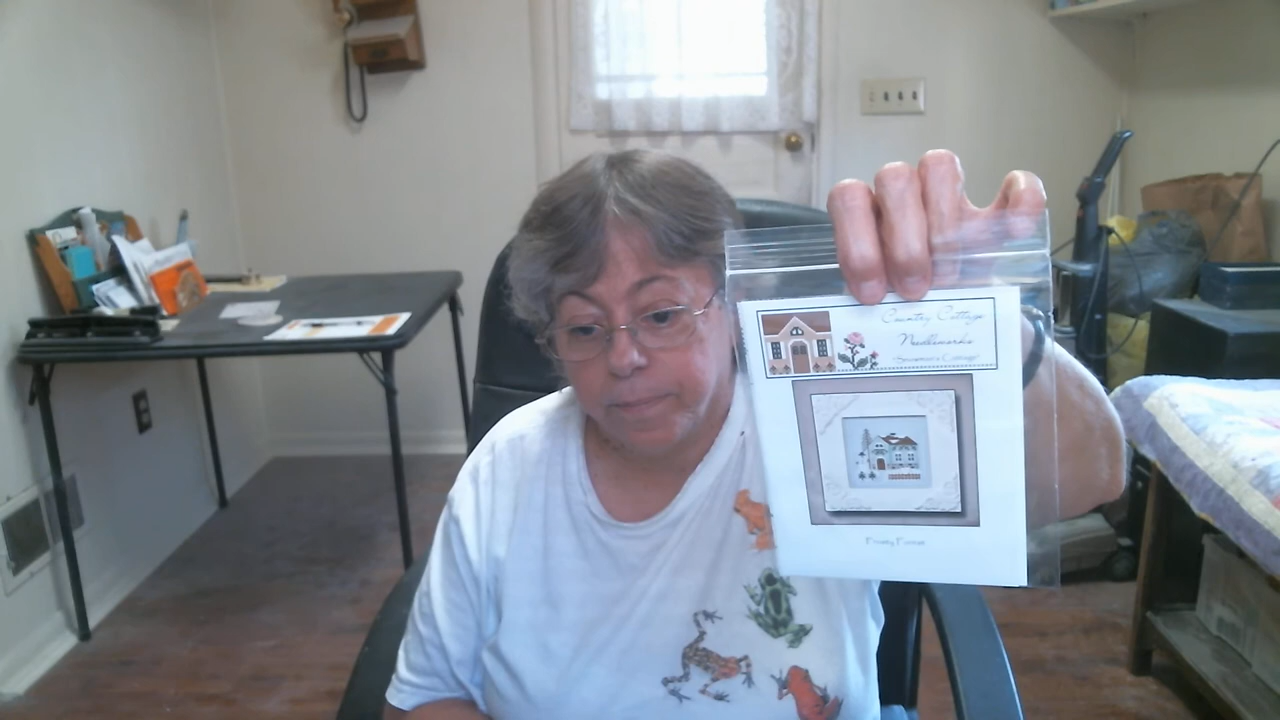 Country Cottage
Needleworks
Snowman's Cottage
Frosty Forest